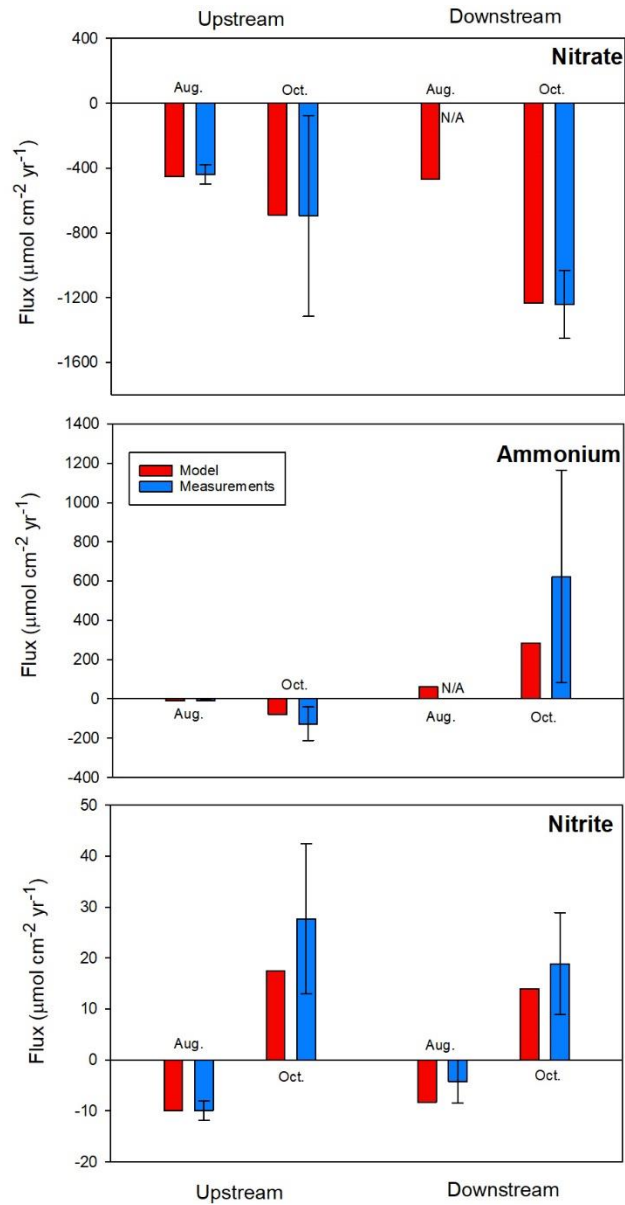 Upstream Downstream
400
Nitrate
0
Aug. Oct. Aug. Oct.
N/A
-400
-800
-1200
-1600
Flux (µmol cm-2 yr-1)
1400
Ammonium
1200
Model
Measurements
1000
800
600
400
200
N/A
0
Oct.
Aug. Aug. Oct.
-200
-400
Flux (µmol cm-2 yr-1)
50
Nitrite
40
30
20
10
Aug. Aug.
0
Oct. Oct.
-10
-20
Flux (µmol cm-2 yr-1)
Upstream Downstream